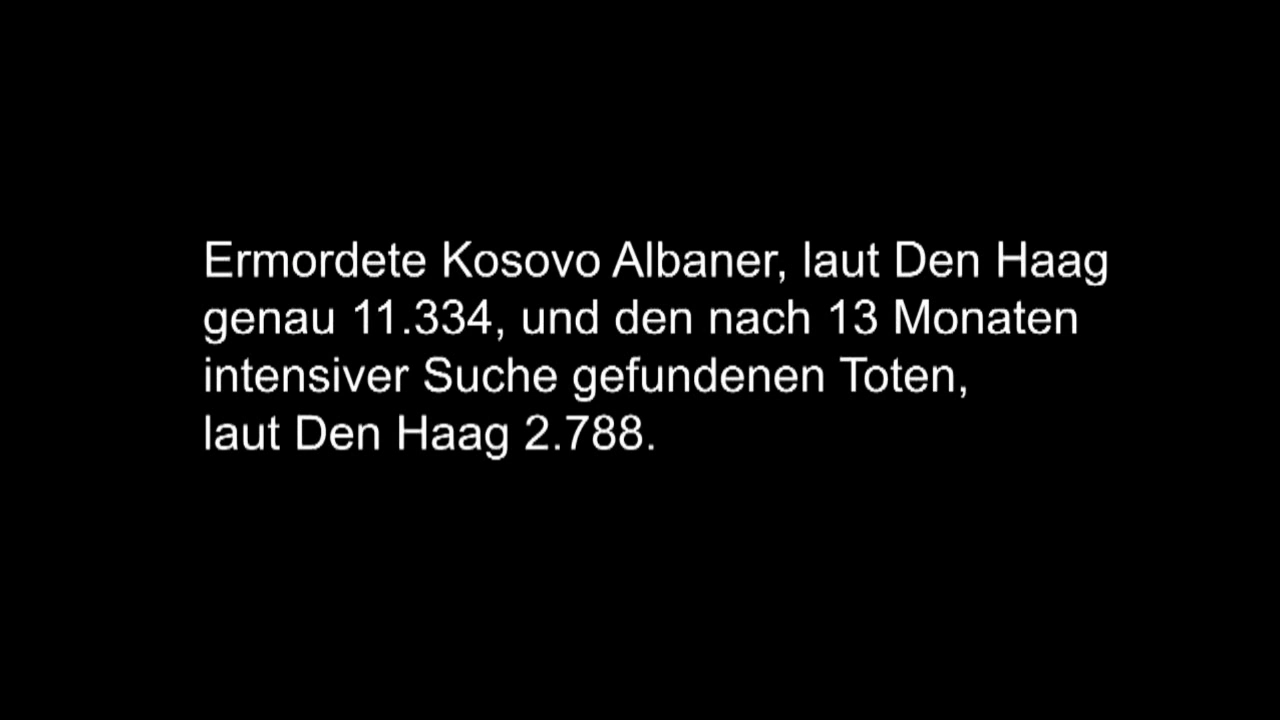 Ermordete Kosovo Albaner, laut Den Haag
genau 11.334, und den nach 13 Monaten
intensiver Suche gefundenen Toten,
laut Den Haag 2.788.